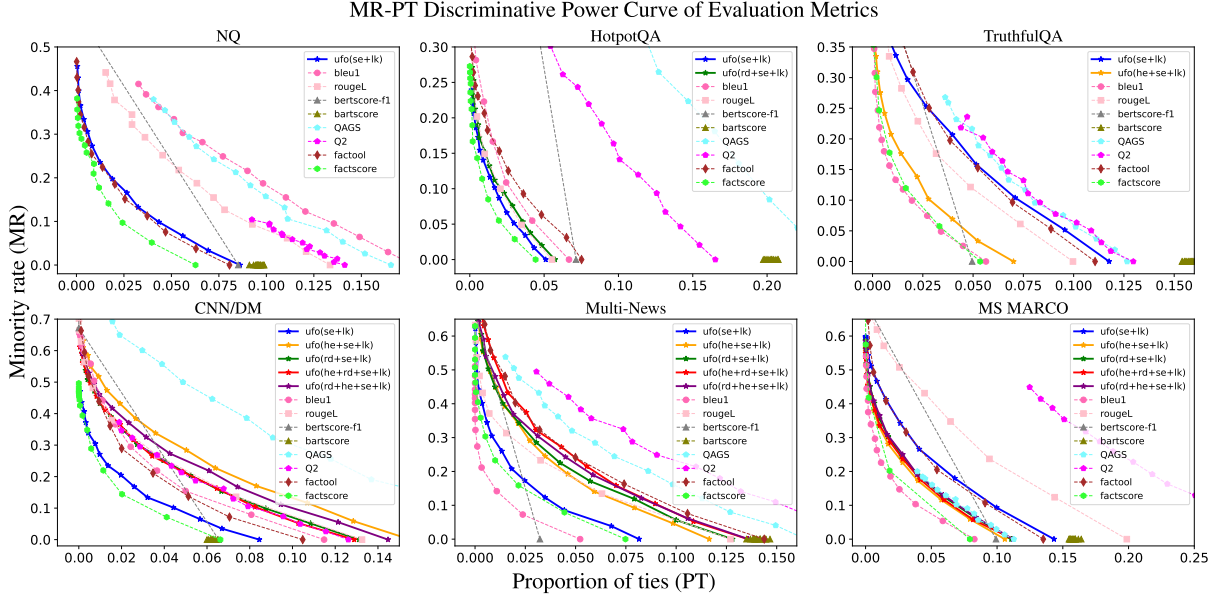 MR-PT Discriminative Power Curve of Evaluation Metrics
NQ
0.5
0.4
0.3
0.2
0.1
0.0
0.000 0.025 0.050 0.075 0.100 0.125 0.150
ufo(se+lk)
bleu1
rougeL
bertscore-f1
bartscore
QAGS
Q2
factool
factscore
HotpotQA
0.30
0.25
0.20
0.15
0.10
0.05
0.00
0.00 0.05 0.10 0.15 0.20
ufo(se+lk)
ufo(rd+se+lk)
bleu1
bertscore-f1
bartscore
QAGS
Q2
factool
factscore
TruthfulQA
0.35
0.30
0.25
0.20
0.15
0.10
0.05
0.00
0.000 0.025 0.050 0.075 0.100 0.125 0.150
ufo(se+lk)
ufo(he+se+lk)
bleu1
rougeL
bertscore-f1
bartscore
QAGS
Q2
factool
factscore
Minority rate (MR)
CNN/DM
0.7
0.6
0.5
0.4
0.3
0.2
0.1
0.0
0.00 0.02 0.04 0.06 0.08 0.10 0.12 0.14
ufo(se+lk)
ufo(he+se+lk)
ufo(rd+se+lk)
ufo(he+rd+se+lk)
ufo(rd+he+se+lk)
bleu1
rougeL
bertscore-f1
bartscore
QAGS
Q2
factool
factscore
Multi-News
0.6
0.5
0.4
0.3
0.2
0.1
0.0
0.000 0.025 0.050 0.075 0.100 0.125 0.150
ufo(se+lk)
ufo(he+se+lk)
ufo(rd+se+lk)
ufo(he+rd+se+lk)
ufo(rd+he+se+lk)
bleu1
rougeL
bertscore-f1
bartscore
QAGS
Q2
factool
factscore
MS MARCO
0.6
0.5
0.4
0.3
0.2
0.1
0.0
0.00 0.05 0.10 0.15 0.20 0.25
ufo(se+lk)
ufo(he+se+lk)
ufo(rd+se+lk)
ufo(he+rd+se+lk)
ufo(rd+he+se+lk)
bleu1
rougeL
bertscore-f1
bartscore
QAGS
Q2
factool
factscore
Proportion of ties (PT)